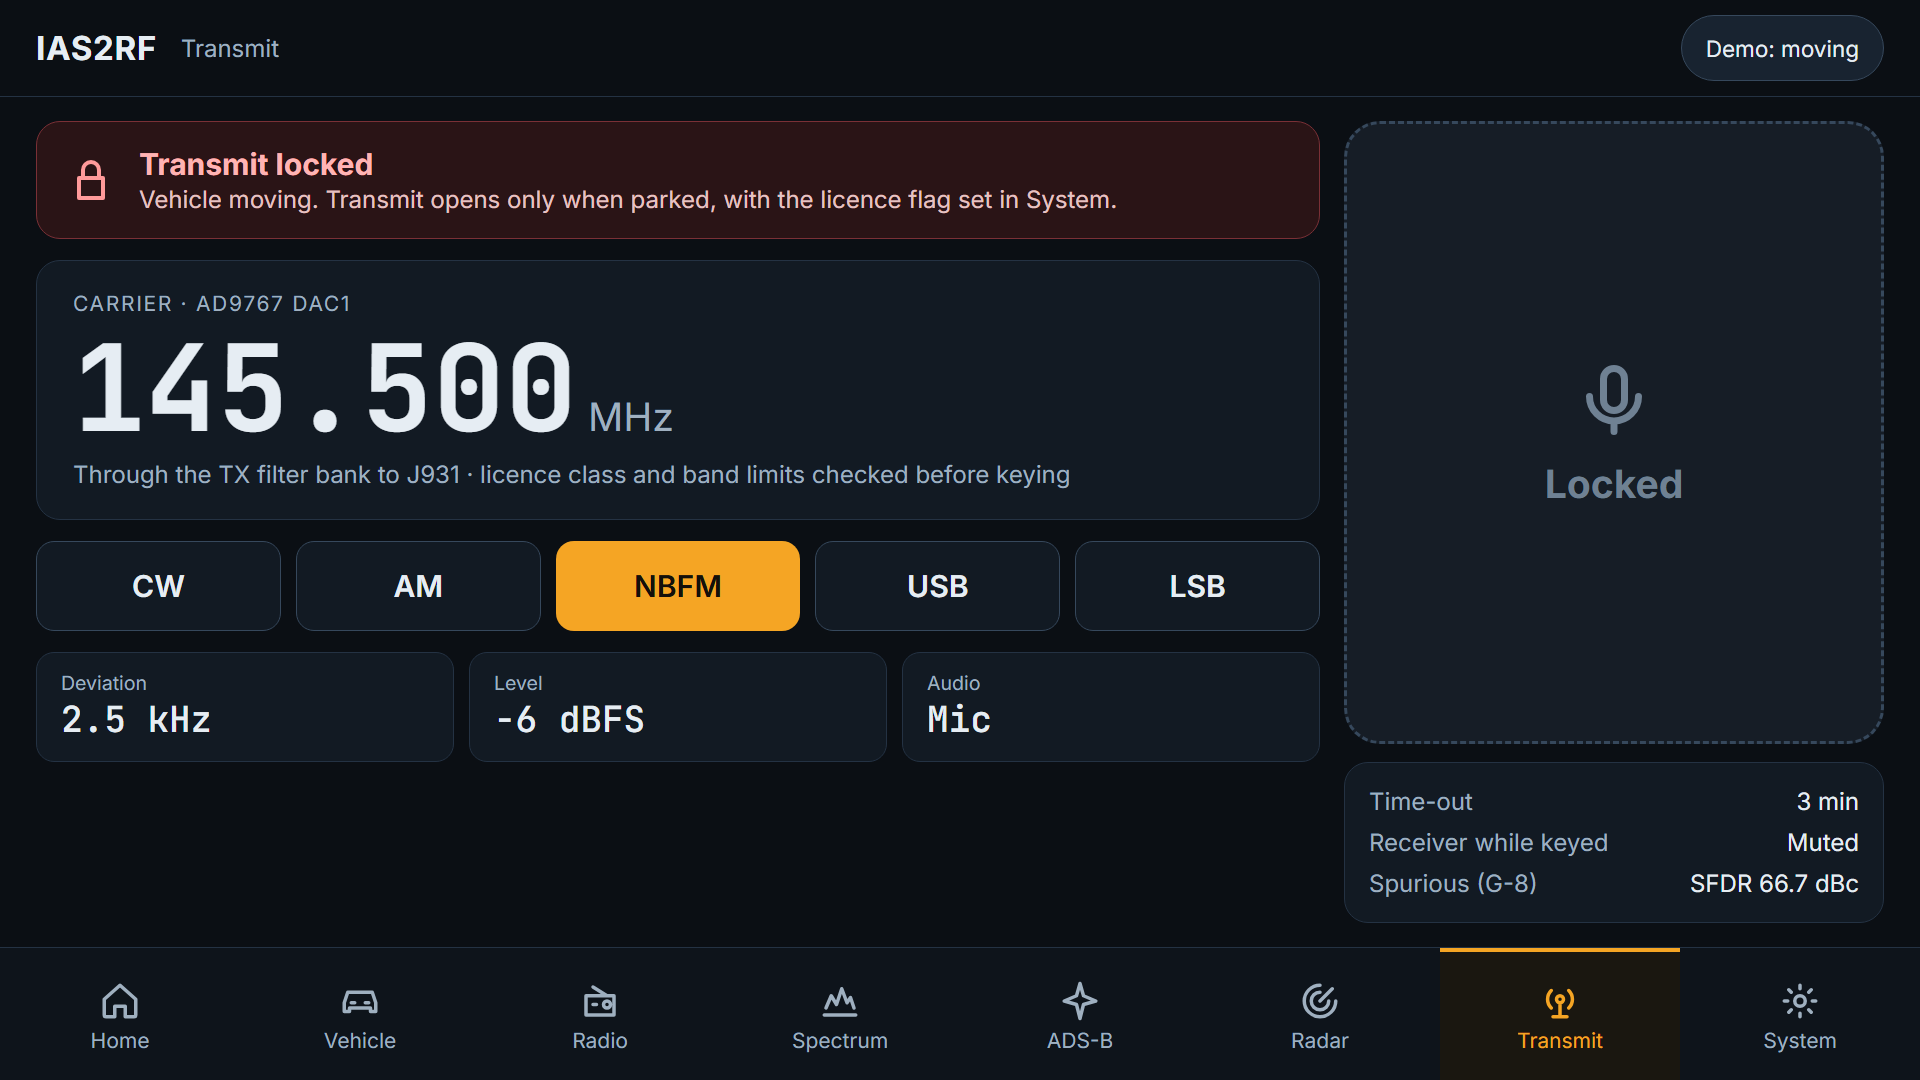 IAS2RF Transmit
Demo: moving
Transmit locked
Vehicle moving. Transmit opens only when parked, with the licence flag set in System.
CARRIER · AD9767 DAC1
145.500 MHz
Through the TX filter bank to J931 · licence class and band limits checked before keying
CW AM NBFM USB LSB
Deviation
2.5 kHz
Level
-6 dBFS
Audio
Mic
Locked
Time-out 3 min
Receiver while keyed Muted
Spurious (G-8) SFDR 66.7 dBc
Home Vehicle Radio Spectrum ADS-B Radar Transmit System